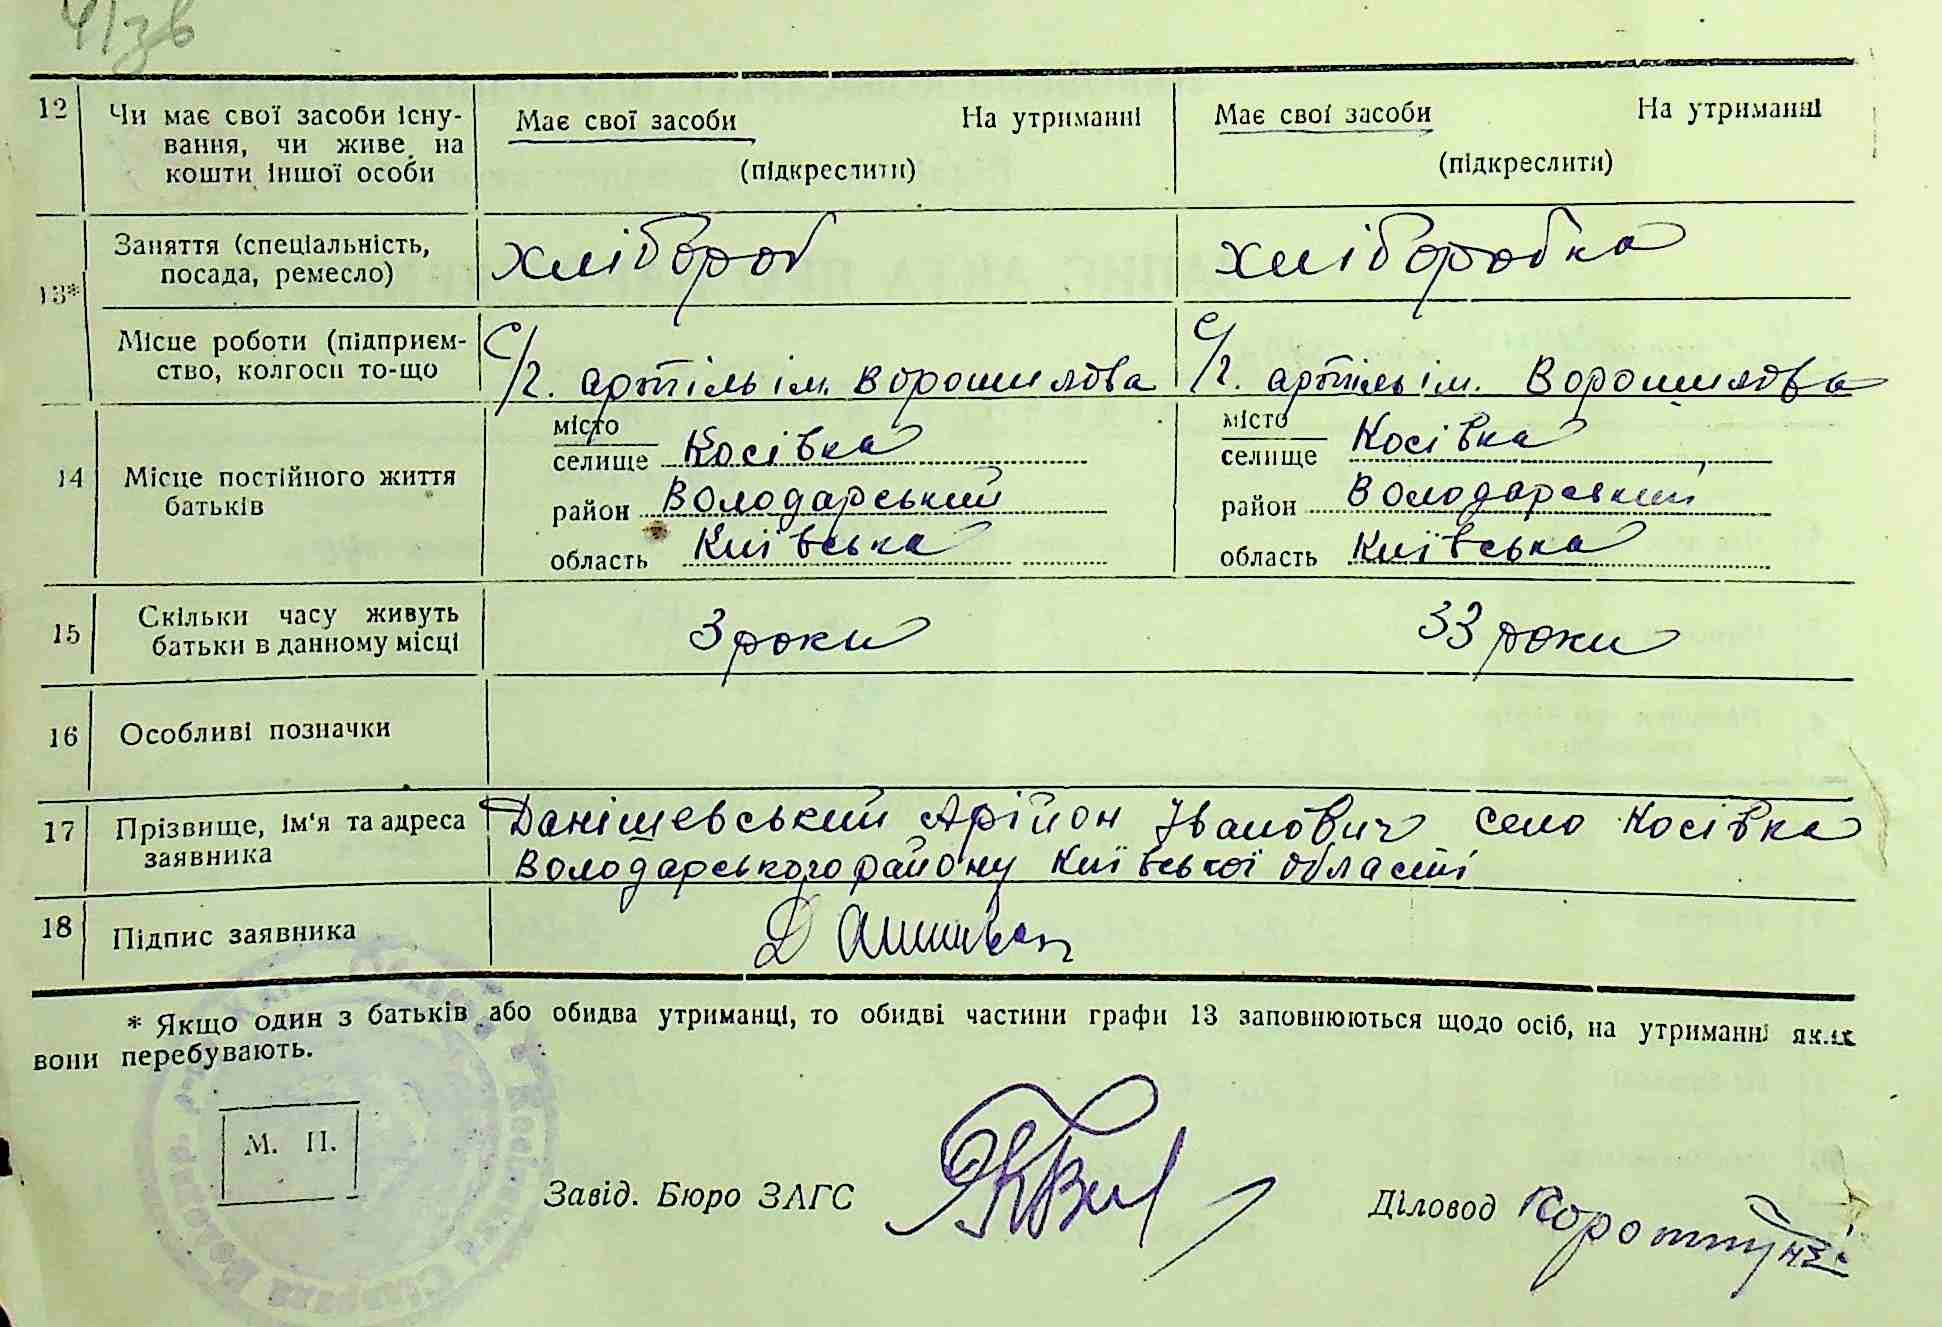 41зв
12 Чи має свої засоби існу- Має свої засоби На утриманні Має свої засоби На утриманні
вання, чи живе на
кошти іншої особи (підкреслити) (підкреслити)
13* Заняття (спеціальність, хлібороб хліборобка
посада, ремесло)
Місце роботи (підприєм- С/г. артіль ім. Ворошилова С/г. артіль ім. Ворошилова
ство, колгосп то-що
14 Місце постійного життя місто місто
батьків селище Косівка селище Косівка
район Володарський район Володарський
область Київська область Київська
15 Скільки часу живуть 3 роки 33 роки
батьки в данному місці
16 Особливі позначки
17 Прізвище, ім‘я та адреса Данішевський Арійон Іванович село Косівка
заявника Володарського району Київської області
18 Підпис заявника
* Якщо один з батьків або обидва утриманці, то обидві частини графи 13 заповнюються щодо осіб, на утриманні яких
вони перебувають.
М. П.
Завід. Бюро ЗАГС Діловод